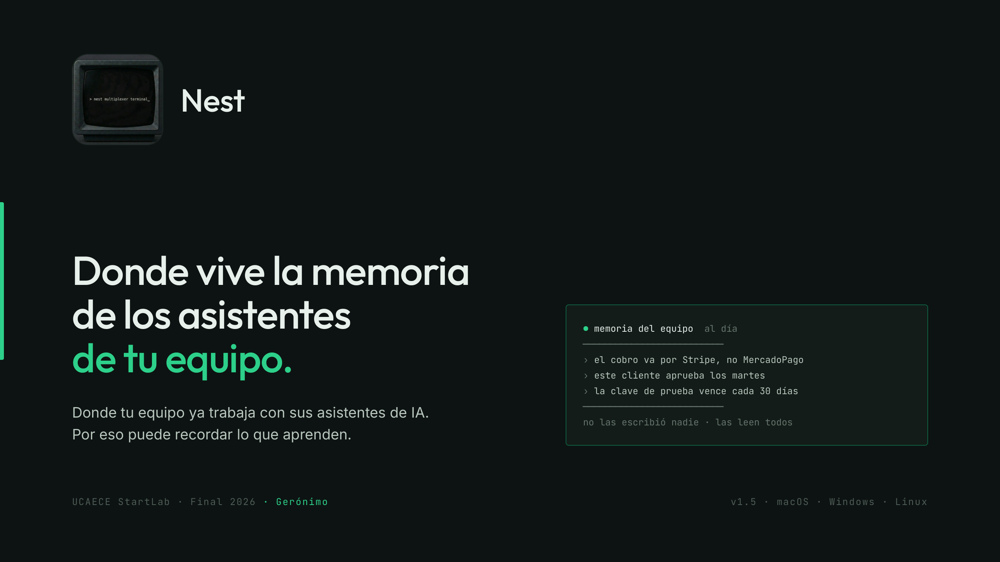 > nest multiplexer terminal_
Nest
Donde vive la memoria
de los asistentes
de tu equipo.
Donde tu equipo ya trabaja con sus asistentes de IA.
Por eso puede recordar lo que aprenden.
● memoria del equipo al día
› el cobro va por Stripe, no MercadoPago
› este cliente aprueba los martes
› la clave de prueba vence cada 30 días
no las escribió nadie · las leen todos
UCAECE StartLab · Final 2026 · Gerónimo
v1.5 · macOS · Windows · Linux